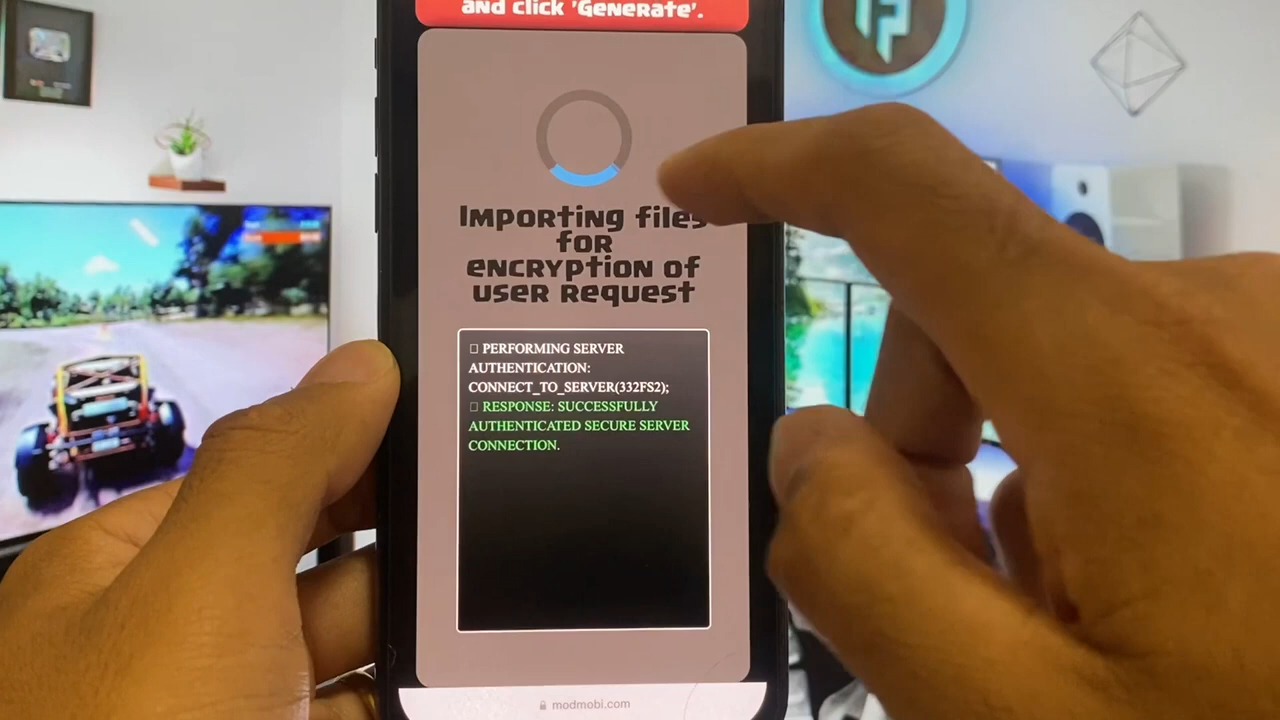 and click 'Generate'.
Importing files
for
encryption of
user request
PERFORMING SERVER
AUTHENTICATION:
CONNECT_TO_SERVER(332FS2);
RESPONSE: SUCCESSFULLY
AUTHENTICATED SECURE SERVER
CONNECTION.
modmobi.com